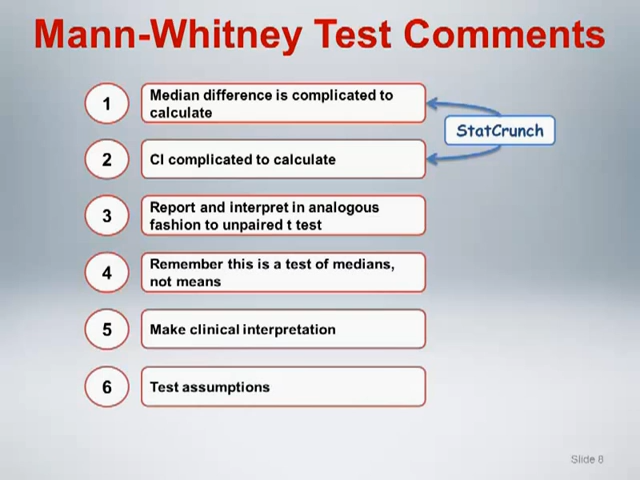 Mann-Whitney Test Comments
1
Median difference is complicated to
calculate
StatCrunch
2
CI complicated to calculate
3
Report and interpret in analogous
fashion to unpaired t test
4
Remember this is a test of medians,
not means
5
Make clinical interpretation
6
Test assumptions
Slide 8